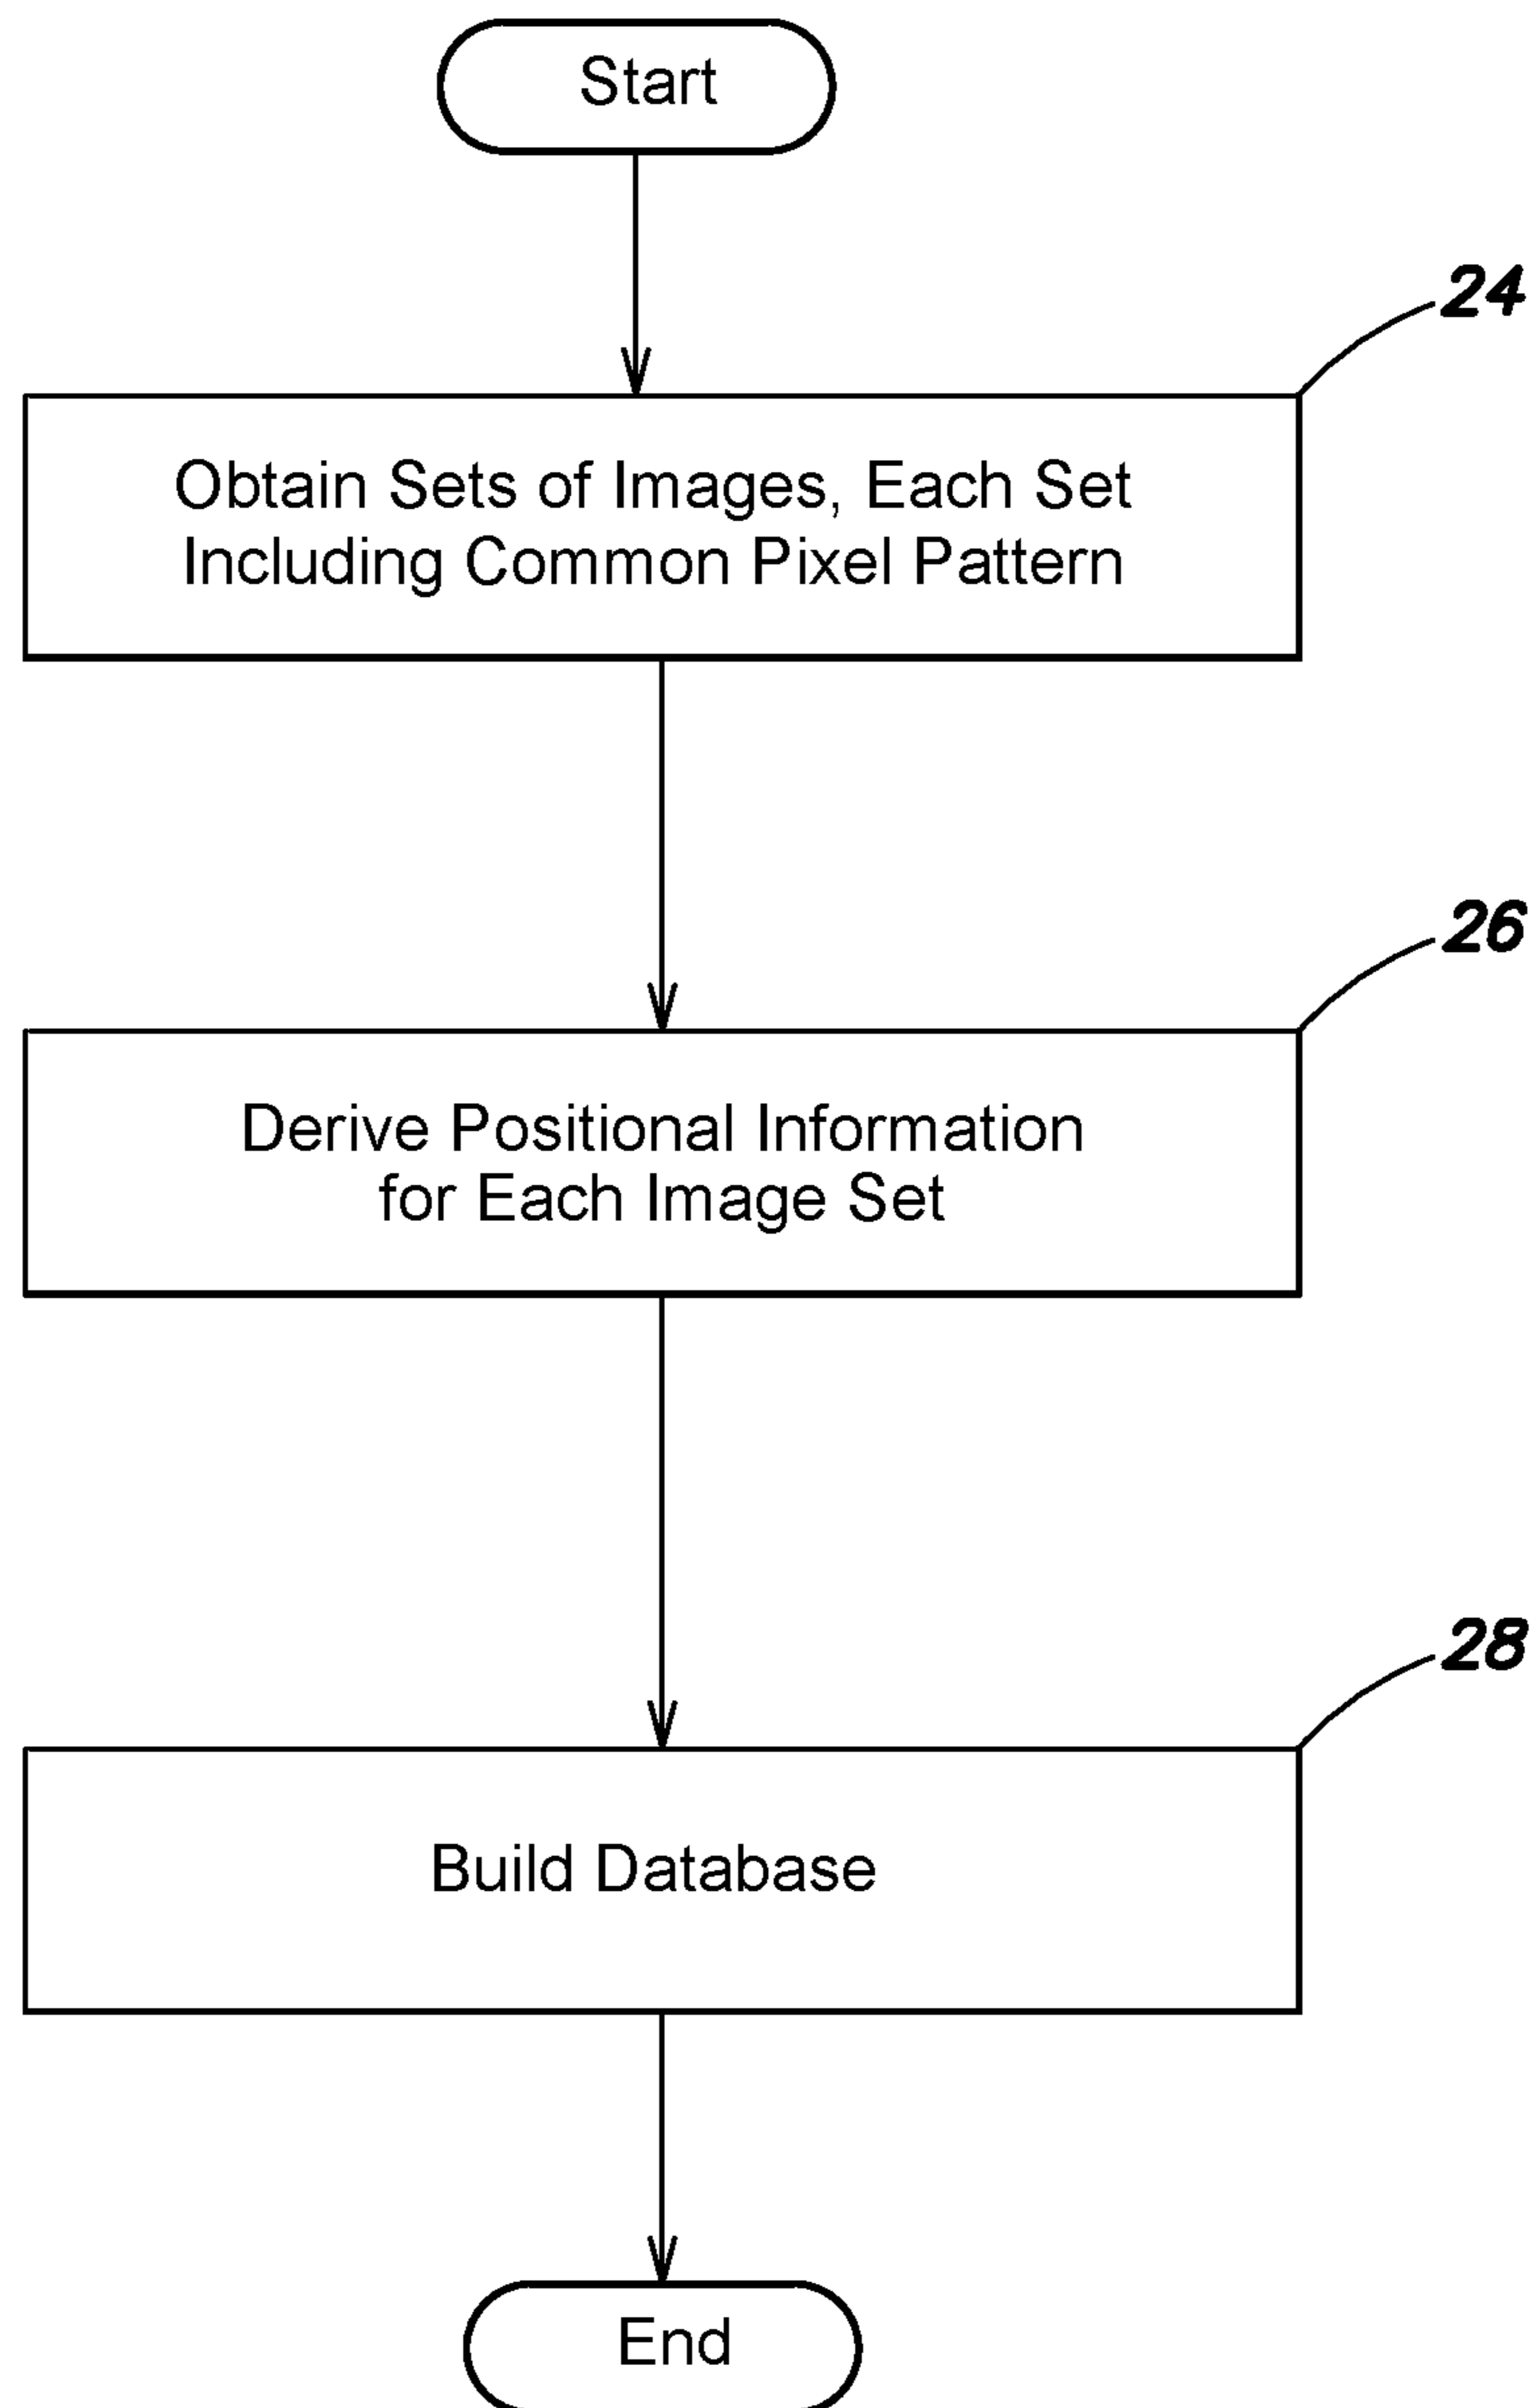 Start
24
Obtain Sets of Images, Each Set
Including Common Pixel Pattern
26
Derive Positional Information
for Each Image Set
28
Build Database
End